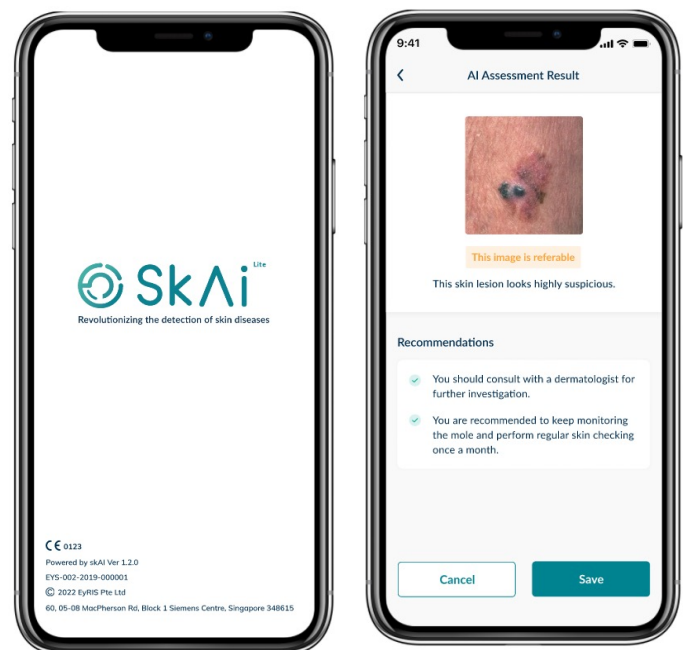 SkAi Lite
Revolutionizing the detection of skin diseases
CE 0123
Powered by skAI Ver 1.2.0
EYS-002-2019-000001
© 2022 EyRIS Pte Ltd
60, 05-08 MacPherson Rd, Block 1 Siemens Centre, Singapore 348615
9:41
AI Assessment Result
This image is referable
This skin lesion looks highly suspicious.
Recommendations
You should consult with a dermatologist for
further investigation.
You are recommended to keep monitoring
the mole and perform regular skin checking
once a month.
Cancel
Save